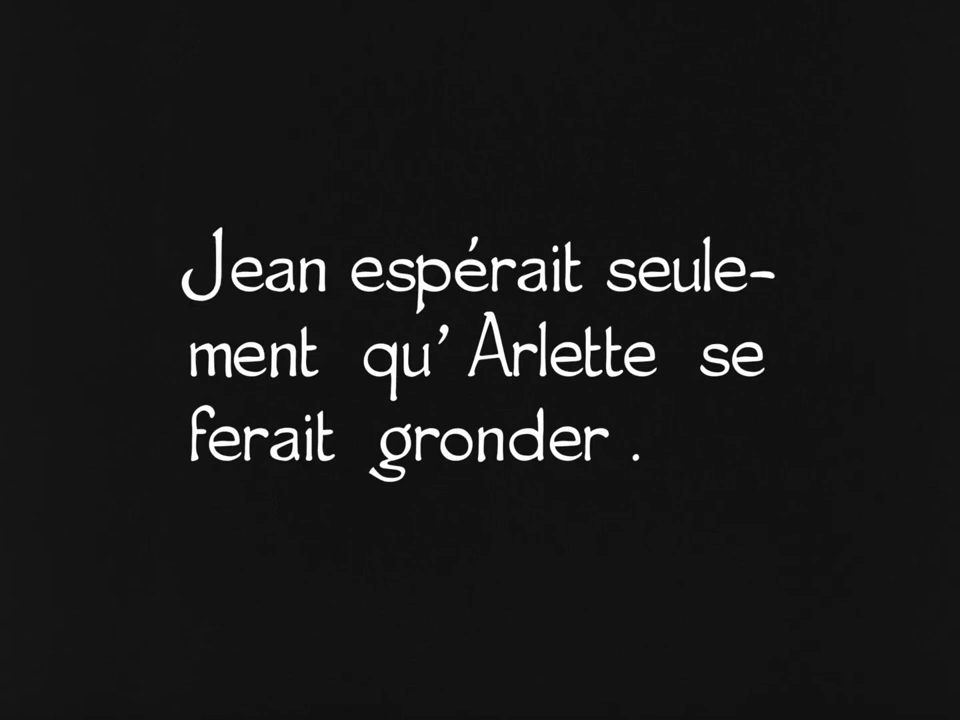 Jean espérait seule-
ment qu'Arlette se
ferait gronder.